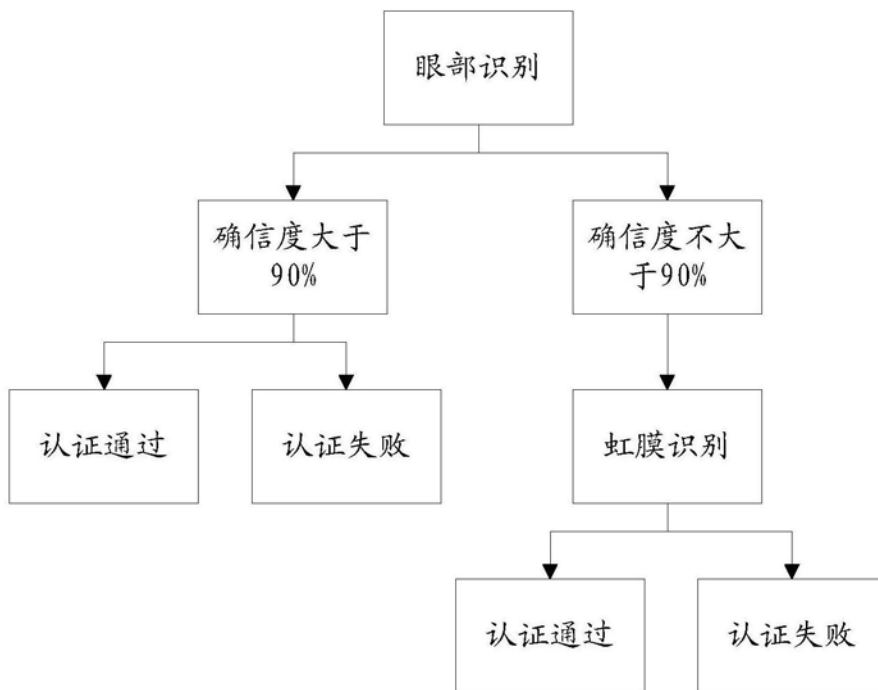 眼部识别
确信度大于
90%
确信度不大
于90%
认证通过
认证失败
虹膜识别
认证通过
认证失败